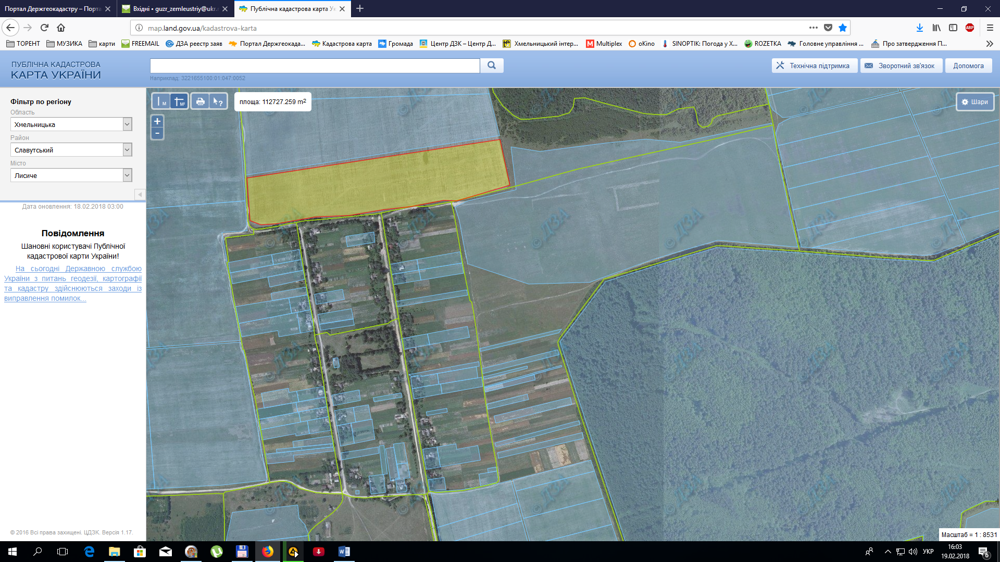 Портал Держгеокадастру – Порта
Вхідні • guzr_zemleustriy@ukr.
Публічна кадастрова карта Ук
map.land.gov.ua/kadastrova-karta
ABP
ТОРЕНТ
МУЗИКА
карти
FREEMAIL
ДЗА реестр заяв
Портал Держгеокада...
Кадастрова карта
Громада
Центр ДЗК – Центр Д...
Хмельницький інтер...
Multiplex
oKino
SINOPTIK: Погода у Х...
ROZETKA
Головне управління ...
Про затвердження П...
ПУБЛІЧНА КАДАСТРОВА
КАРТА УКРАЇНИ
Наприклад: 3221655100:01:047:0052
Технічна підтримка
Зворотний зв'язок
Допомога
Фільтр по регіону
Область
Хмельницька
Район
Славутський
Місто
Лисиче
Дата оновлення: 18.02.2018 03:00
Повідомлення
Шановні користувачі Публічної
кадастрової карти України!
На сьогодні Державною службою
України з питань геодезії, картографії
та кадастру здійснюються заходи із
виправлення помилок...
© 2016 Всі права захищені. ЦДЗК. Версія 1.17.
м
м²
площа: 112727.259 m²
+
-
Шари
© ДЗА
Масштаб = 1 : 8531
УКР
16:03
19.02.2018
6